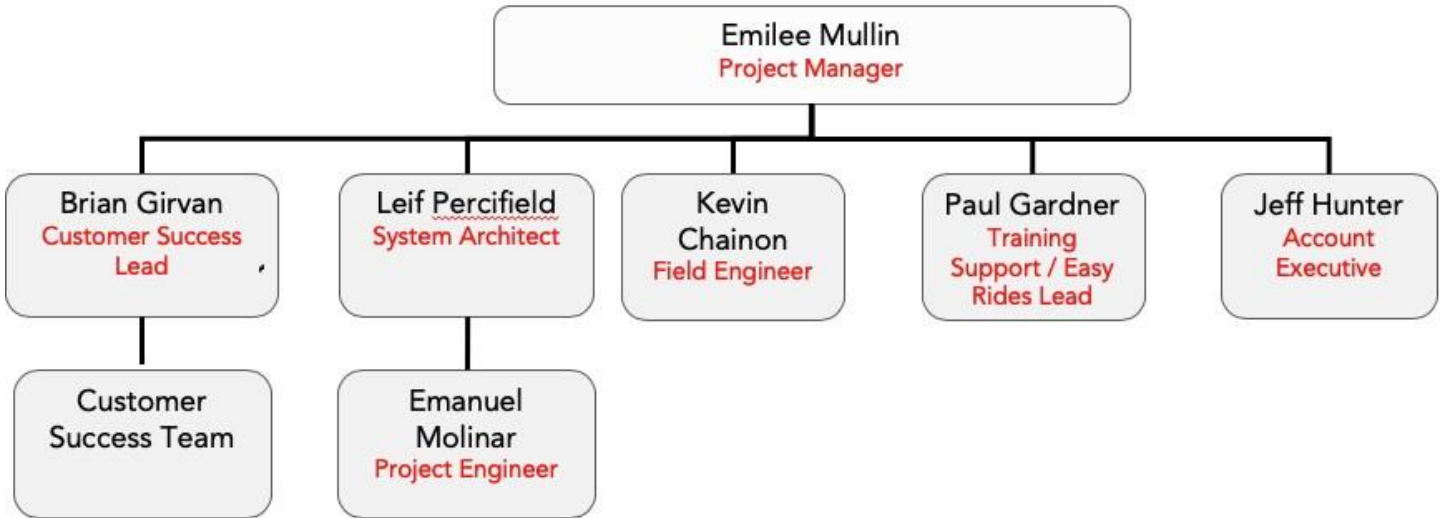 Emilee Mullin
Project Manager
Brian Girvan
Customer Success
Lead
Leif Percifield
System Architect
Kevin
Chainon
Field Engineer
Paul Gardner
Training
Support / Easy
Rides Lead
Jeff Hunter
Account
Executive
Customer
Success Team
Emanuel
Molinar
Project Engineer